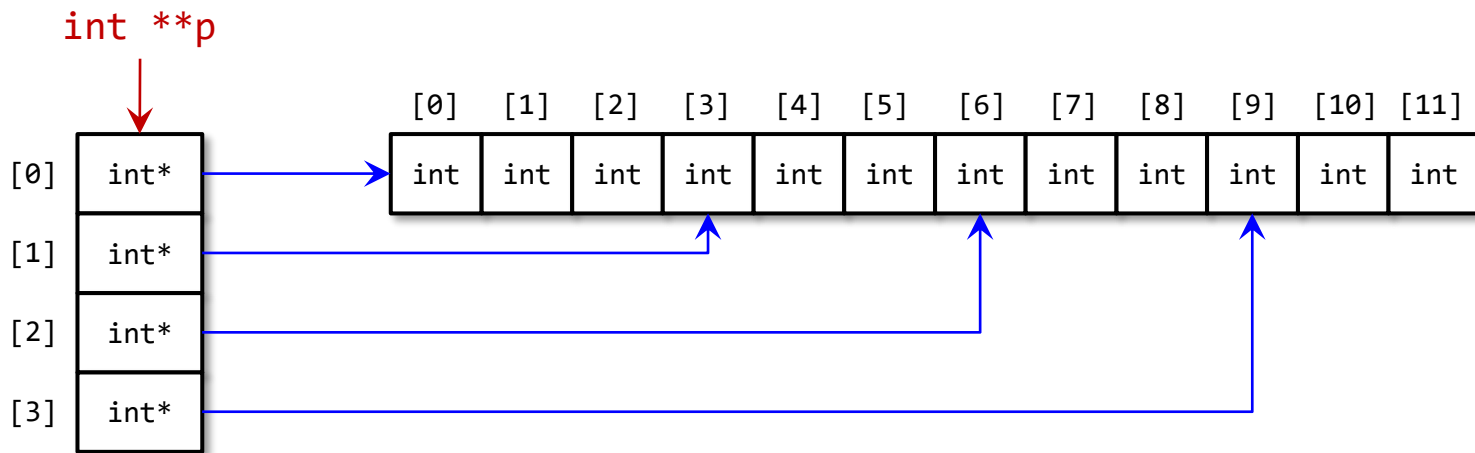 int **p
[0] [1] [2] [3] [4] [5] [6] [7] [8] [9] [10] [11]
[0] int* int int int int int int int int int int int int
[1] int*
[2] int*
[3] int*